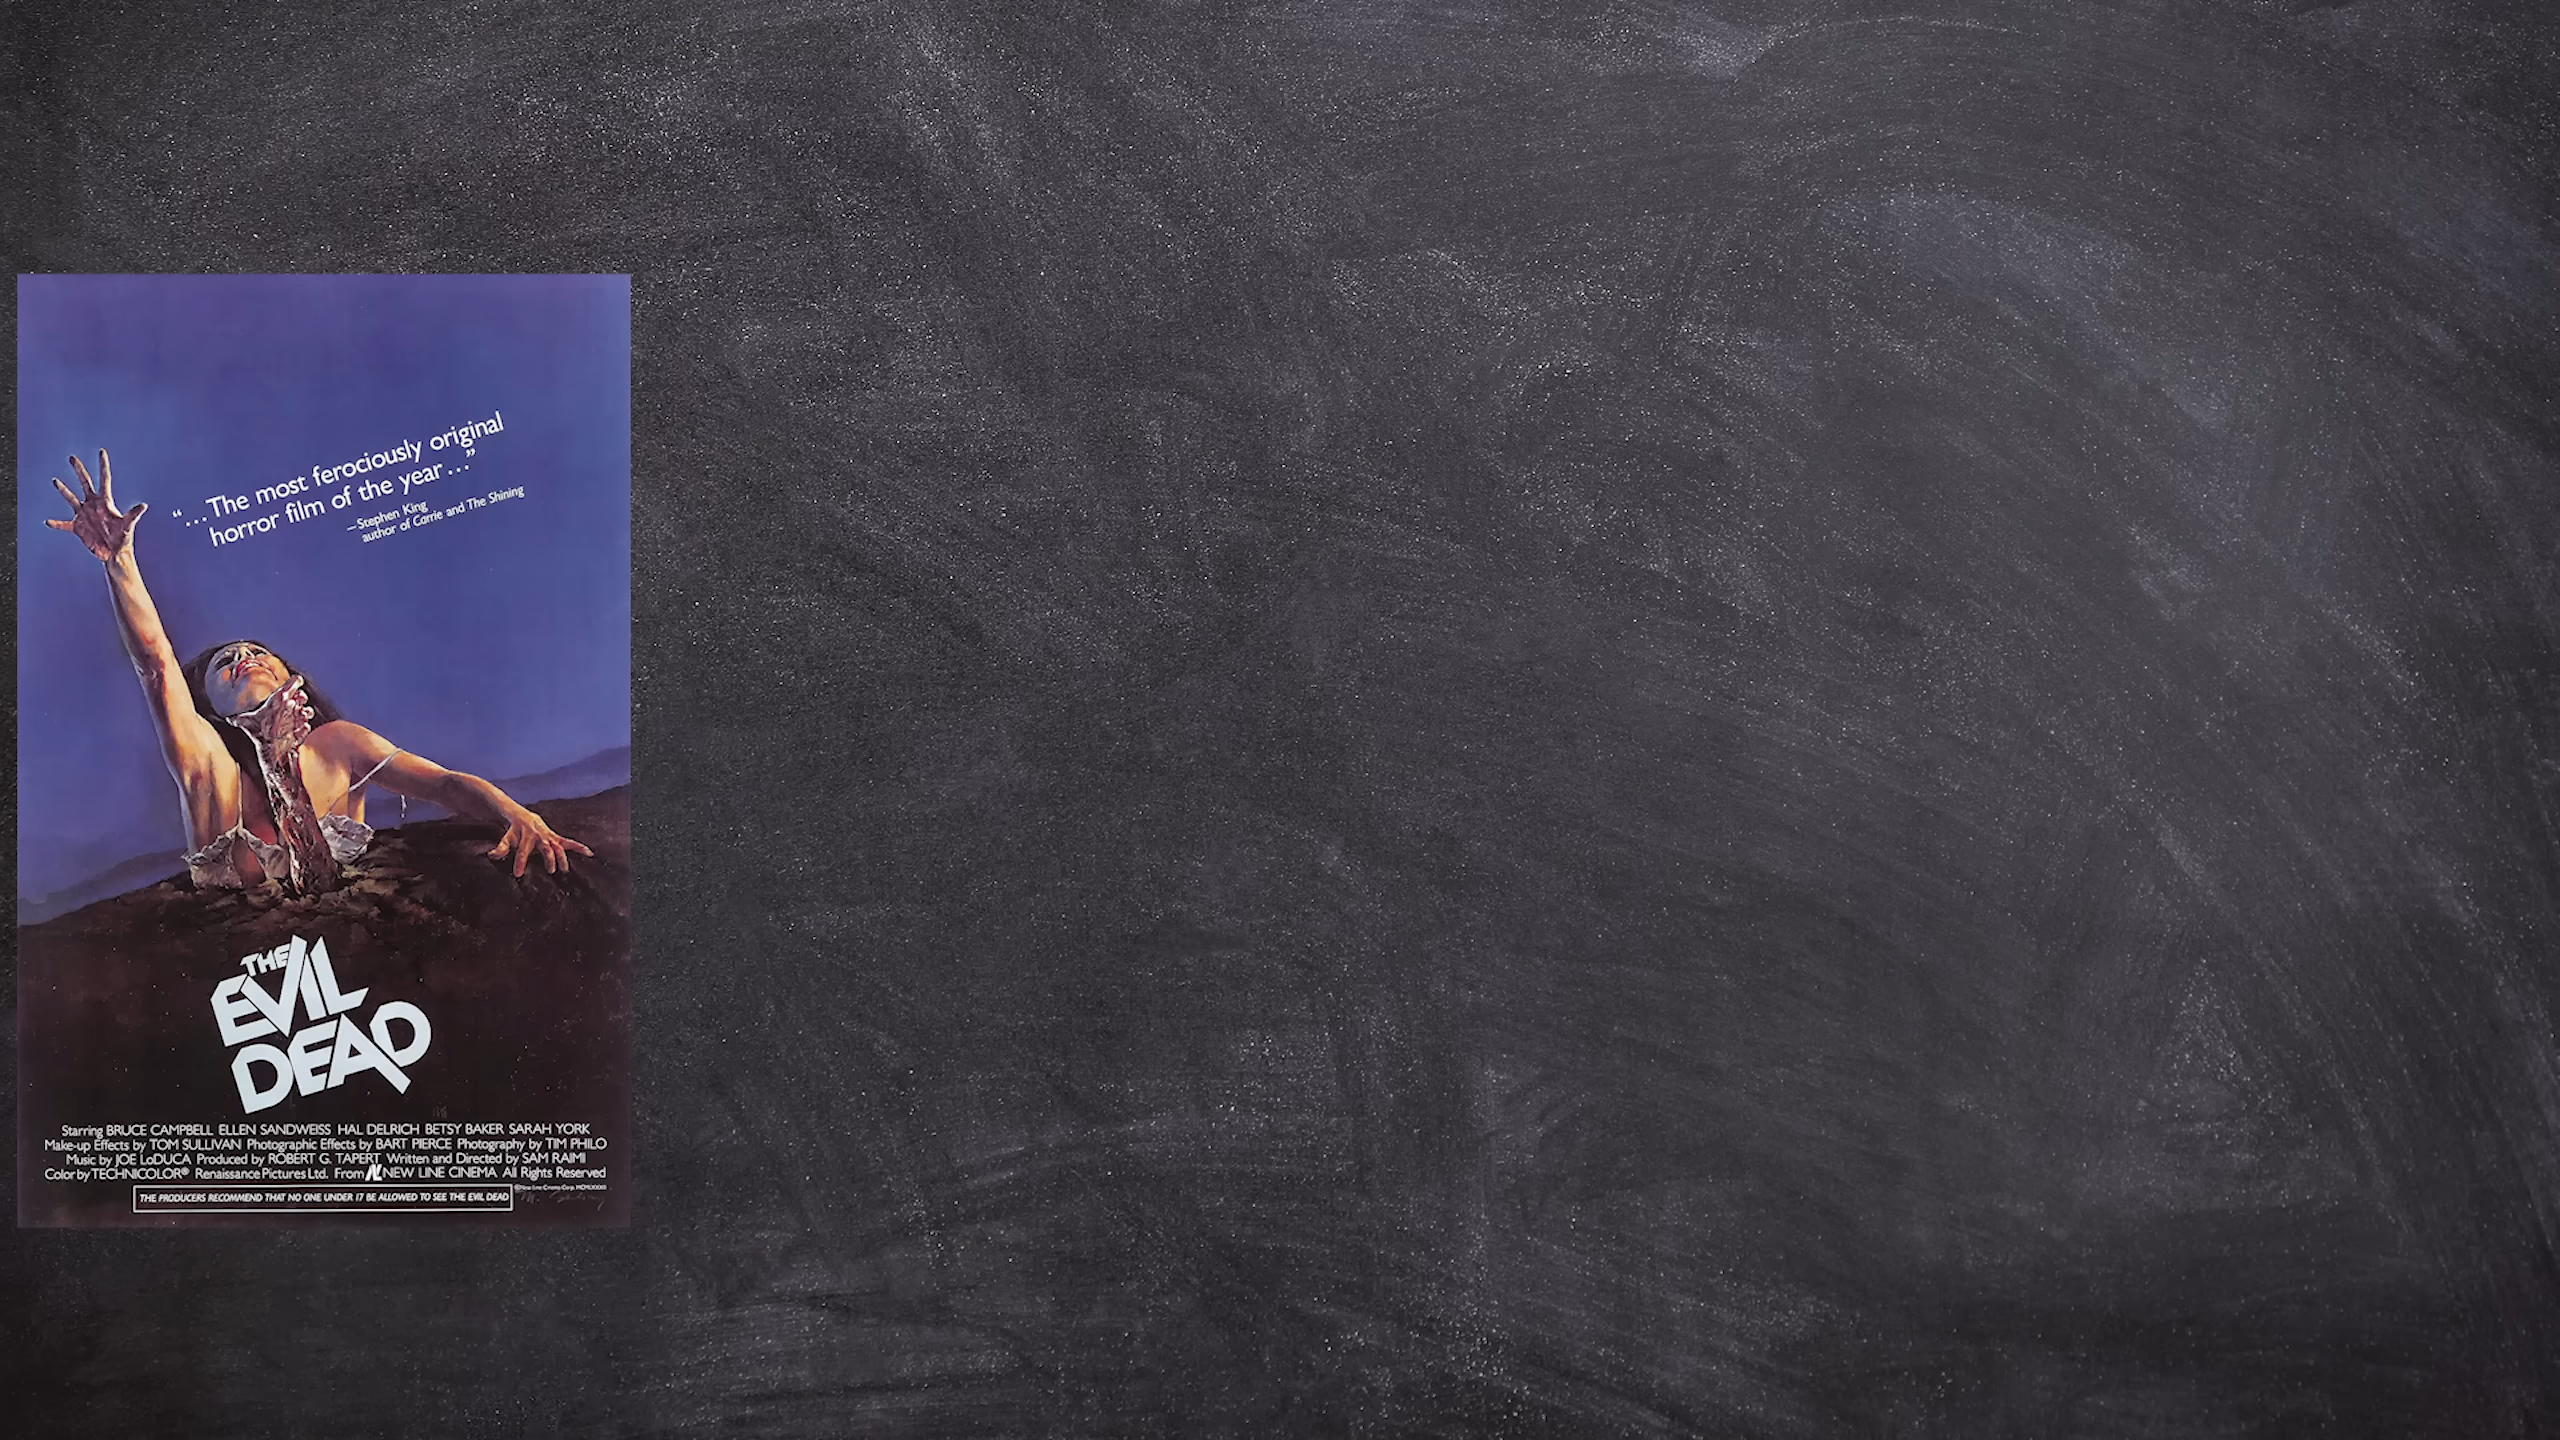 “...The most ferociously original
horror film of the year...”
—Stephen King
author of Carrie and The Shining
THE
EVIL
DEAD
Starring BRUCE CAMPBELL ELLEN SANDWEISS HAL DELRICH BETSY BAKER SARAH YORK
Make-up Effects by TOM SULLIVAN Photographic Effects by BART PIERCE Photography by TIM PHILO
Music by JOE LoDUCA Produced by ROBERT G. TAPERT Written and Directed by SAM RAIMI
Color by TECHNICOLOR® Renaissance Pictures Ltd. From NEW LINE CINEMA All Rights Reserved
THE PRODUCERS RECOMMEND THAT NO ONE UNDER 17 BE ALLOWED TO SEE THE EVIL DEAD